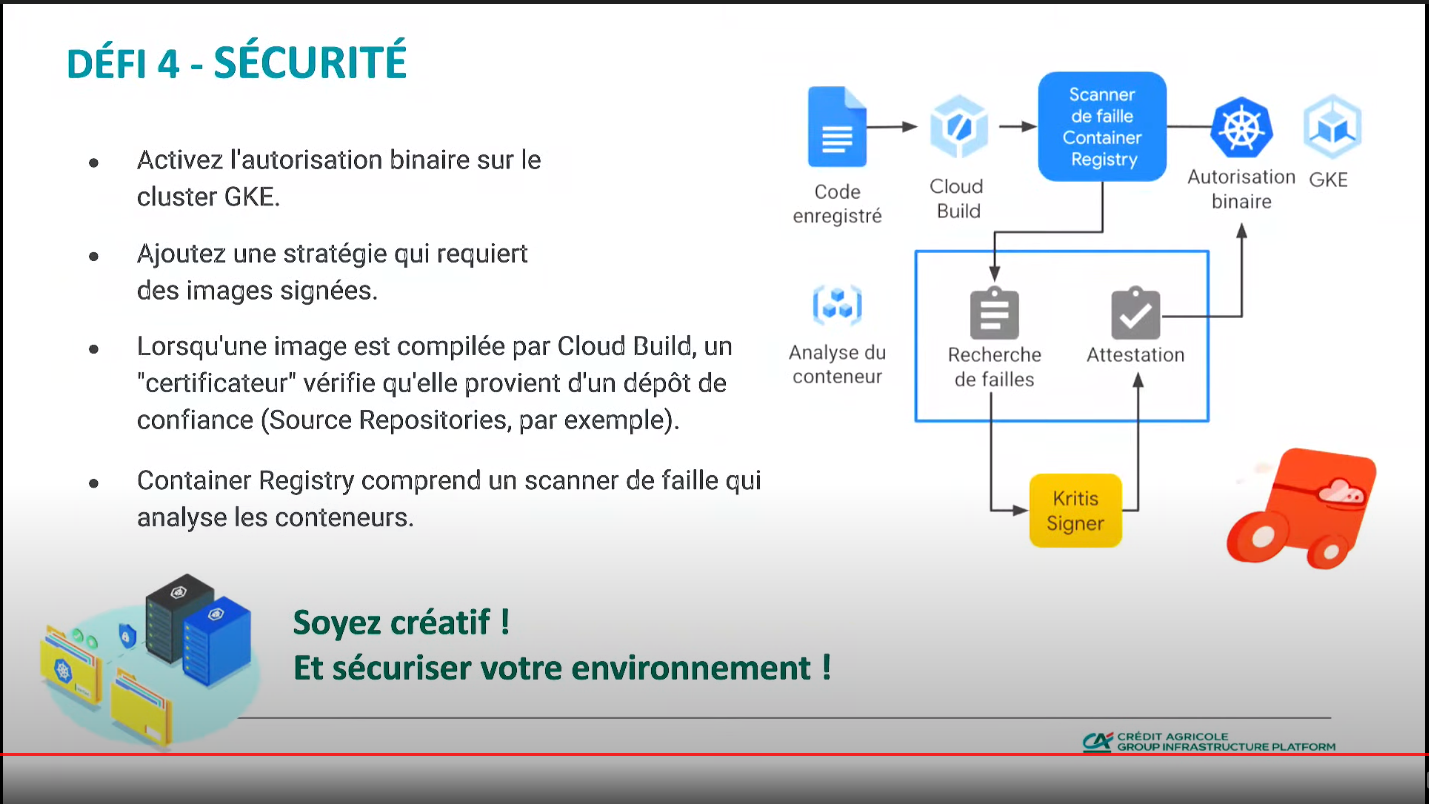 DÉFI 4 - SÉCURITÉ
Activez l'autorisation binaire sur le
cluster GKE.
Ajoutez une stratégie qui requiert
des images signées.
Lorsqu'une image est compilée par Cloud Build, un
"certificateur" vérifie qu'elle provient d'un dépôt de
confiance (Source Repositories, par exemple).
Container Registry comprend un scanner de faille qui
analyse les conteneurs.
Code
enregistré
Cloud
Build
Scanner
de faille
Container
Registry
Autorisation
binaire
GKE
Analyse du
conteneur
Recherche
de failles
Attestation
Kritis
Signer
Soyez créatif !
Et sécuriser votre environnement !
CA CRÉDIT AGRICOLE
GROUP INFRASTRUCTURE PLATFORM